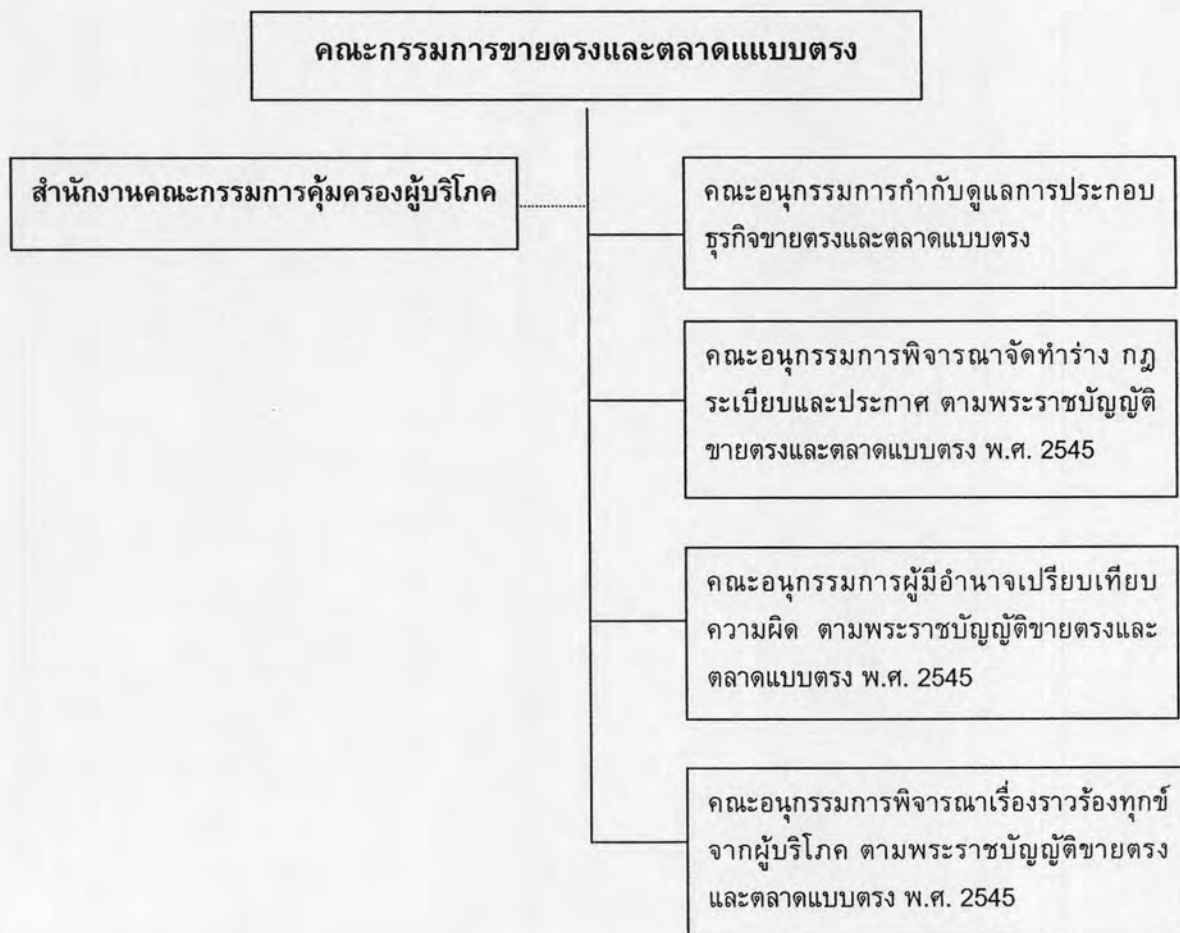 คณะกรรมการขายตรงและตลาดแแบบตรง
สำนักงานคณะกรรมการคุ้มครองผู้บริโภค
คณะอนุกรรมการกำกับดูแลการประกอบ
ธุรกิจขายตรงและตลาดแบบตรง
คณะอนุกรรมการพิจารณาจัดทำร่าง กฎ
ระเบียบและประกาศ ตามพระราชบัญญัติ
ขายตรงและตลาดแบบตรง พ.ศ. 2545
คณะอนุกรรมการผู้มีอำนาจเปรียบเทียบ
ความผิด ตามพระราชบัญญัติขายตรงและ
ตลาดแบบตรง พ.ศ. 2545
คณะอนุกรรมการพิจารณาเรื่องราวร้องทุกข์
จากผู้บริโภค ตามพระราชบัญญัติขายตรง
และตลาดแบบตรง พ.ศ. 2545